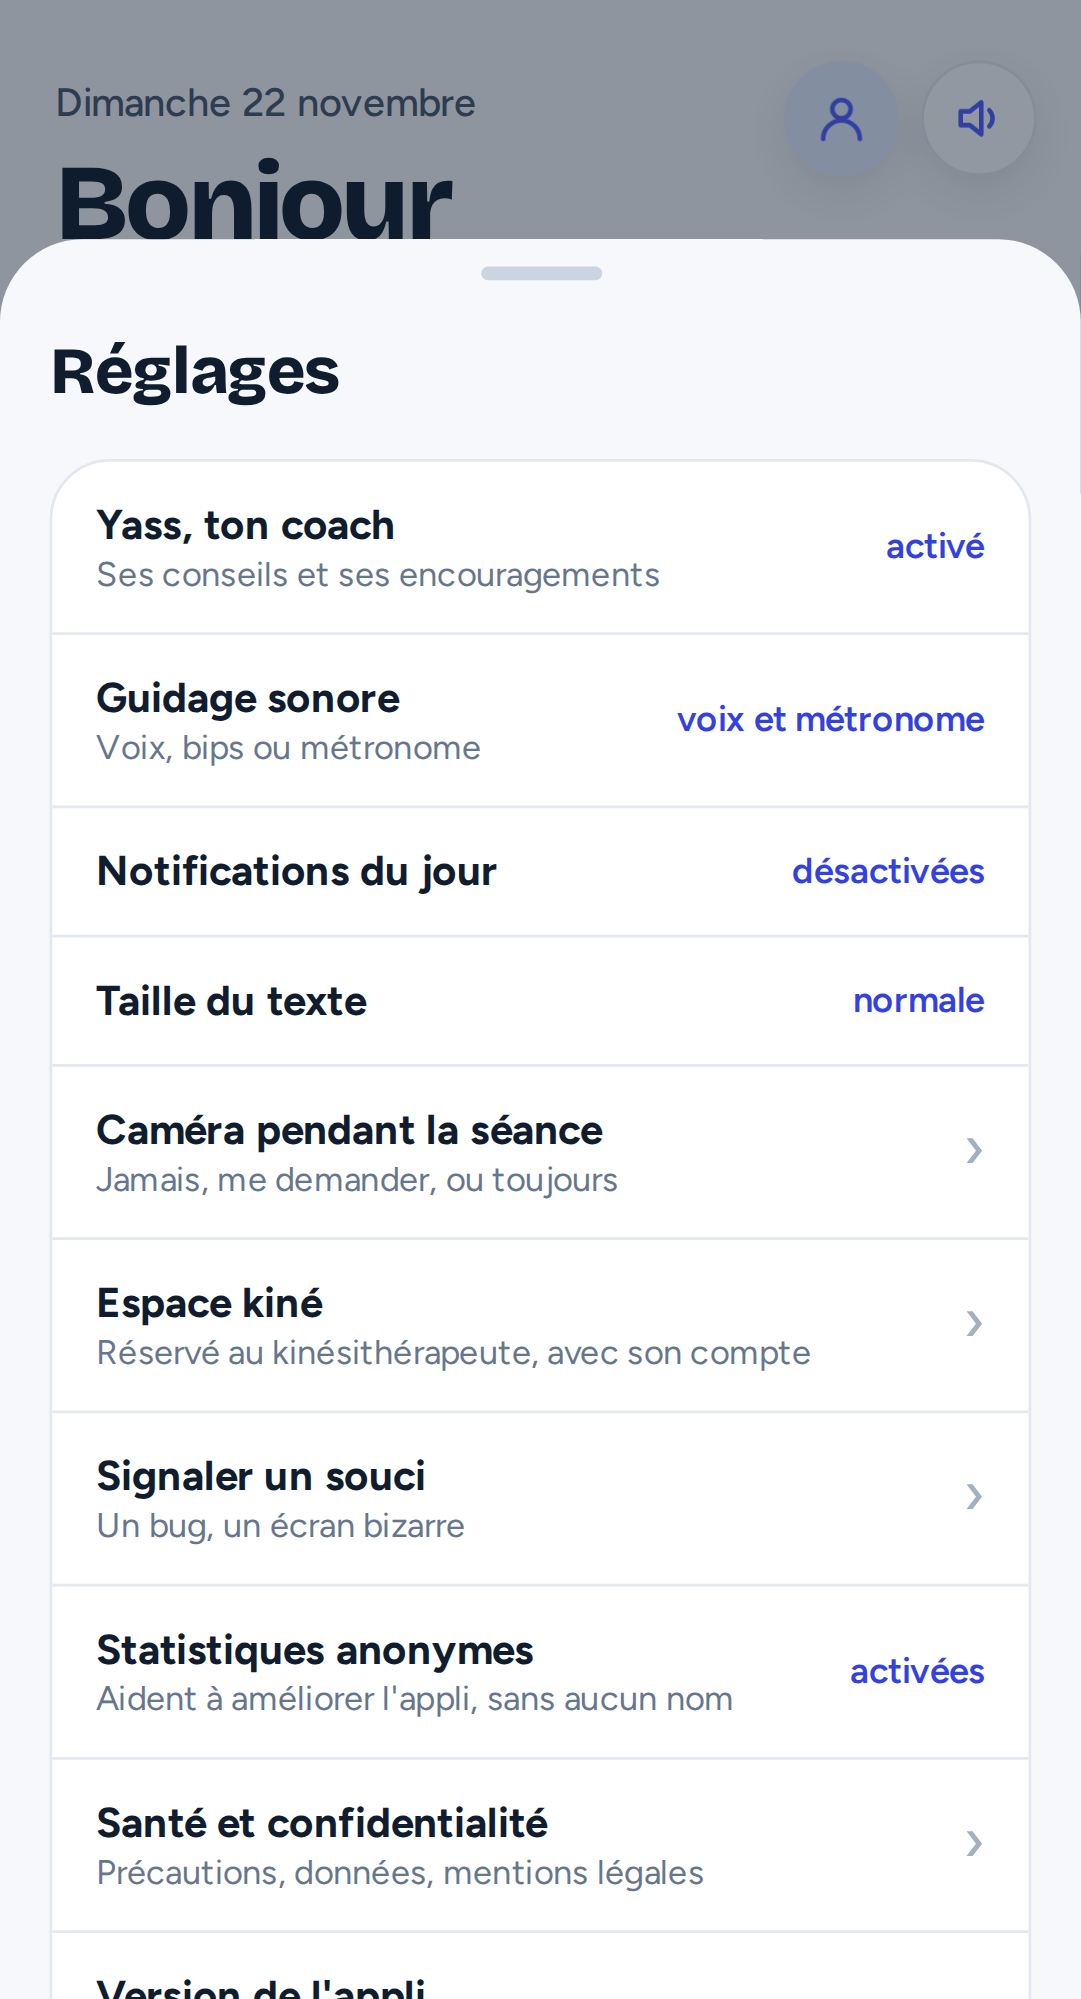 Dimanche 22 novembre
Bonjour
Réglages
Yass, ton coach
Ses conseils et ses encouragements
activé
Guidage sonore
Voix, bips ou métronome
voix et métronome
Notifications du jour
désactivées
Taille du texte
normale
Caméra pendant la séance
Jamais, me demander, ou toujours
Espace kiné
Réservé au kinésithérapeute, avec son compte
Signaler un souci
Un bug, un écran bizarre
Statistiques anonymes
Aident à améliorer l'appli, sans aucun nom
activées
Santé et confidentialité
Précautions, données, mentions légales
Version de l'appli